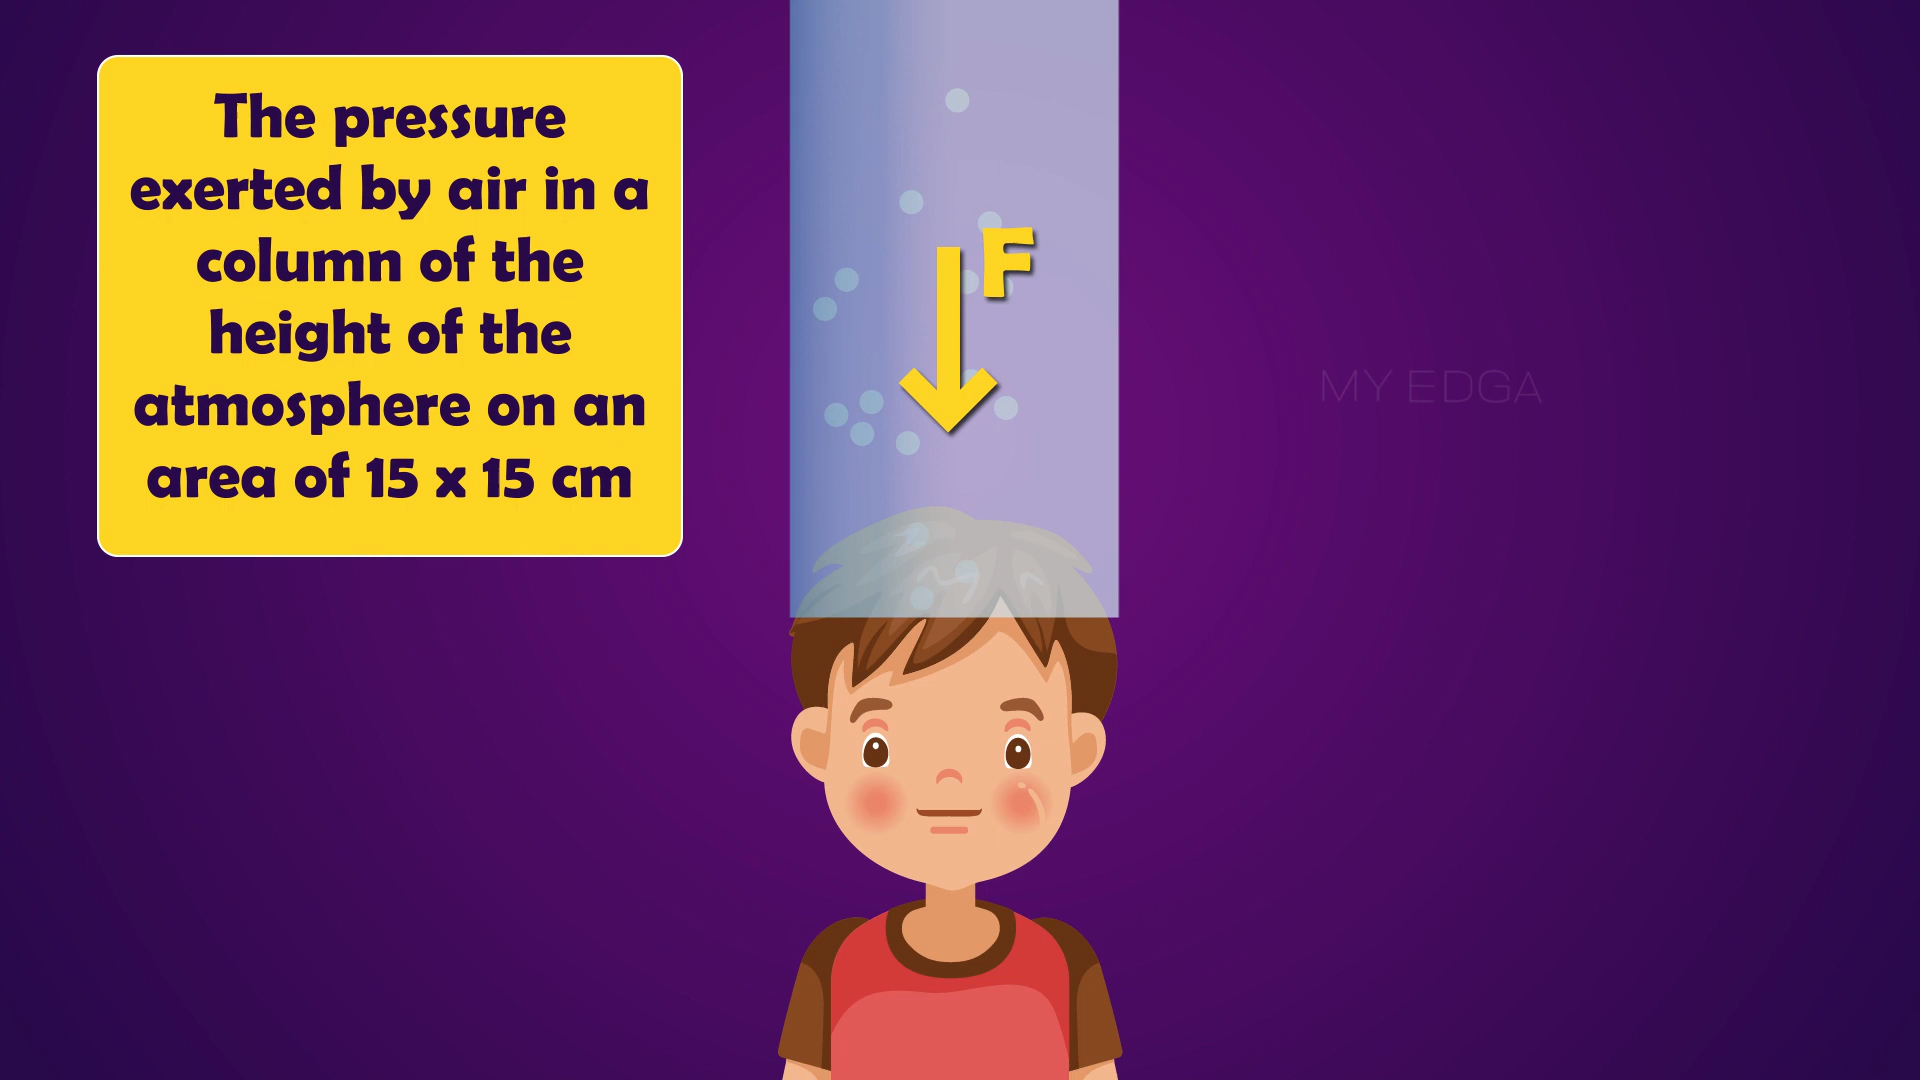 The pressure
exerted by air in a
column of the
height of the
atmosphere on an
area of 15 x 15 cm
F
MY EDGA